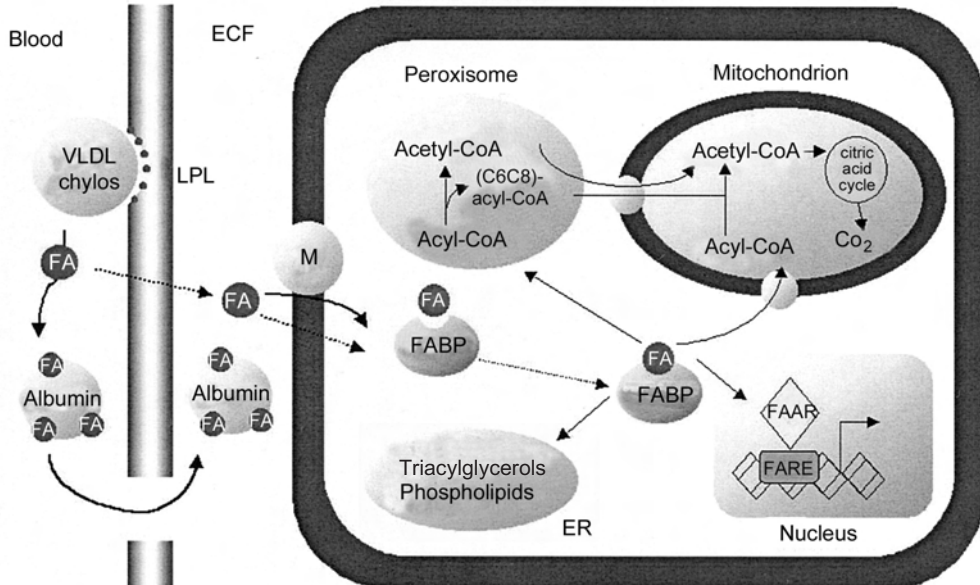 Blood
ECF
VLDL
chylos
LPL
FA
FA
M
FA
Albumin
FA
FA
FA
Albumin
FA
FA
Peroxisome
Acetyl-CoA
(C6C8)-
acyl-CoA
Acyl-CoA
Mitochondrion
Acetyl-CoA
citric
acid
cycle
Acyl-CoA
Co2
FA
FABP
FA
FABP
Triacylglycerols
Phospholipids
ER
FAAR
FARE
Nucleus